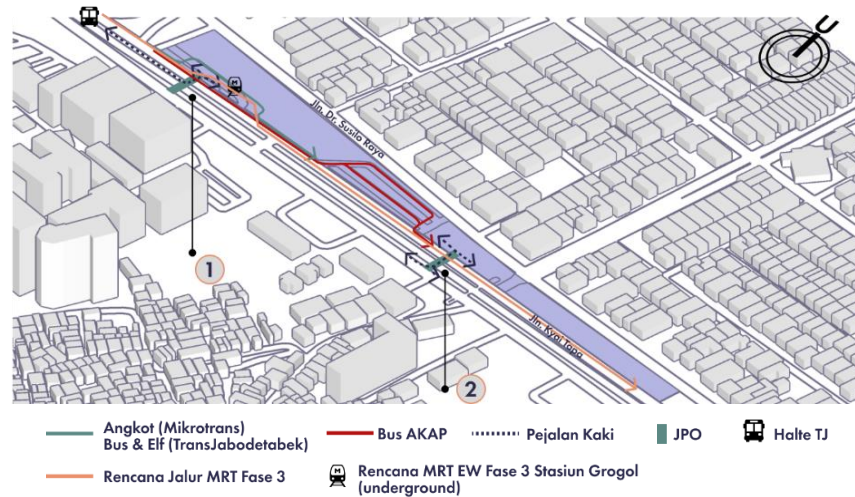 U
M
Jln. Dr. Susilo Raya
1
Jln. Kyai Tapa
2
Angkot (Mikrotrans)
Bus & Elf (TransJabodetabek)
Bus AKAP
Pejalan Kaki
JPO
Halte TJ
Rencana Jalur MRT Fase 3
M
Rencana MRT EW Fase 3 Stasiun Grogol
(underground)